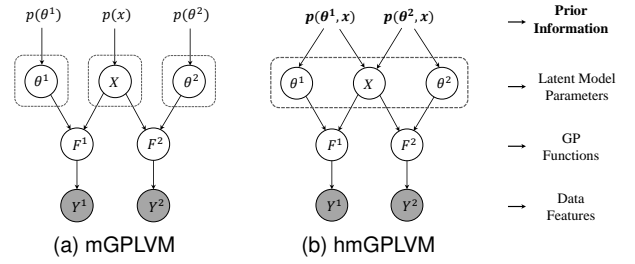 p(θ¹) p(x) p(θ²) p(θ¹, x) p(θ², x) Prior
Information
θ¹ X θ² θ¹ X θ² Latent Model
Parameters
F¹ F² F¹ F² GP
Functions
Y¹ Y² Y¹ Y² Data
Features
(a) mGPLVM (b) hmGPLVM